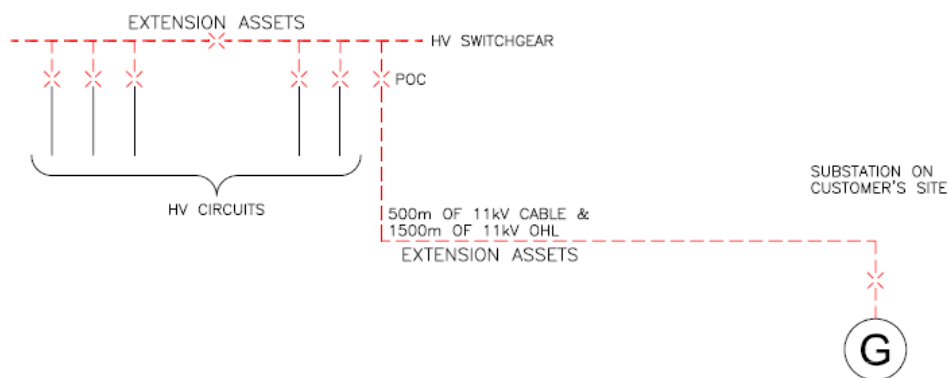 EXTENSION ASSETS
HV SWITCHGEAR
POC
HV CIRCUITS
SUBSTATION ON
CUSTOMER'S SITE
500m OF 11kV CABLE &
1500m OF 11kV OHL
EXTENSION ASSETS
G